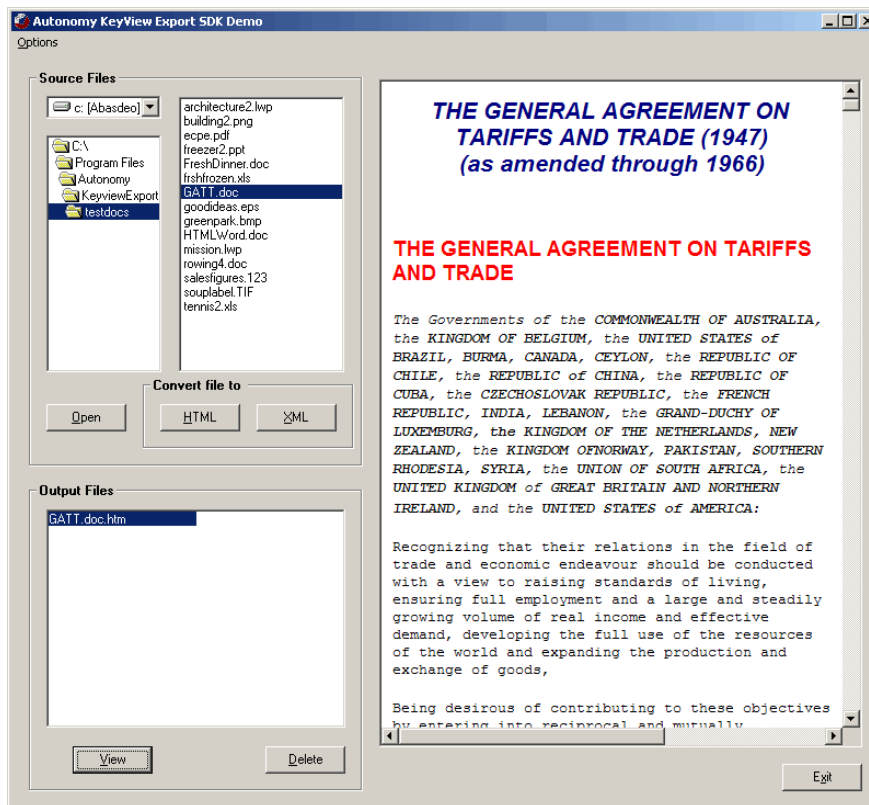 Autonomy KeyView Export SDK Demo
Options
Source Files
c: [Abasdeo]
C:\
Program Files
Autonomy
KeyviewExport
testdocs
architecture2.lwp
building2.png
ecpe.pdf
freezer2.ppt
FreshDinner.doc
frshfrozen.xls
GATT.doc
goodideas.eps
greenpark.bmp
HTMLWord.doc
mission.lwp
rowing4.doc
salesfigures.123
souplabel.TIF
tennis2.xls
Open
Convert file to
HTML
XML
Output Files
GATT.doc.htm
View
Delete
THE GENERAL AGREEMENT ON
TARIFFS AND TRADE (1947)
(as amended through 1966)
THE GENERAL AGREEMENT ON TARIFFS
AND TRADE
The Governments of the COMMONWEALTH OF AUSTRALIA,
the KINGDOM OF BELGIUM, the UNITED STATES of
BRAZIL, BURMA, CANADA, CEYLON, the REPUBLIC OF
CHILE, the REPUBLIC of CHINA, the REPUBLIC OF
CUBA, the CZECHOSLOVAK REPUBLIC, the FRENCH
REPUBLIC, INDIA, LEBANON, the GRAND-DUCHY OF
LUXEMBURG, the KINGDOM OF THE NETHERLANDS, NEW
ZEALAND, the KINGDOM OFNORWAY, PAKISTAN, SOUTHERN
RHODESIA, SYRIA, the UNION OF SOUTH AFRICA, the
UNITED KINGDOM of GREAT BRITAIN AND NORTHERN
IRELAND, and the UNITED STATES of AMERICA:
Recognizing that their relations in the field of
trade and economic endeavour should be conducted
with a view to raising standards of living,
ensuring full employment and a large and steadily
growing volume of real income and effective
demand, developing the full use of the resources
of the world and expanding the production and
exchange of goods,
Being desirous of contributing to these objectives
by entering into reciprocal and mutually
Exit